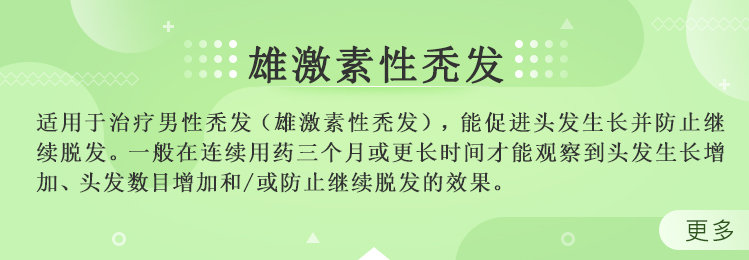 雄激素性秃发
适用于治疗男性秃发（雄激素性秃发），能促进头发生长并防止继
续脱发。一般在连续用药三个月或更长时间才能观察到头发生长增
加、头发数目增加和/或防止继续脱发的效果。
更多